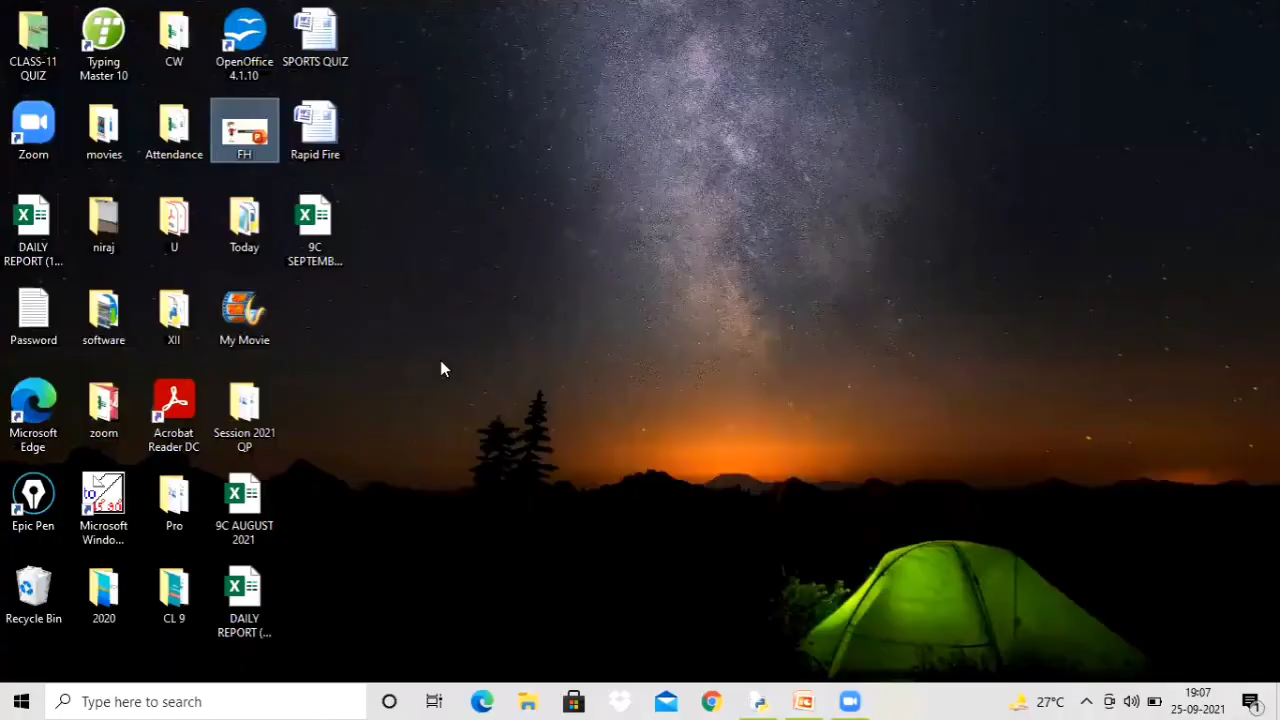 CLASS-11
QUIZ
Typing
Master 10
CW
OpenOffice
4.1.10
SPORTS QUIZ
Zoom
movies
Attendance
FH
Rapid Fire
DAILY
REPORT (1...
niraj
U
Today
9C
SEPTEMB...
Password
software
XII
My Movie
Microsoft
Edge
zoom
Acrobat
Reader DC
Session 2021
QP
Epic Pen
Microsoft
Windo...
Pro
9C AUGUST
2021
Recycle Bin
2020
CL 9
DAILY
REPORT (...
Type here to search
27°C
19:07
25-09-2021
1